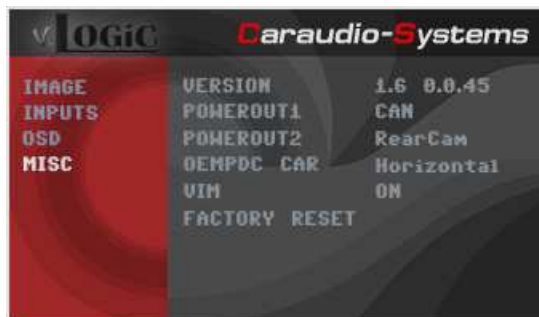 v.LOGiC Caraudio-Systems
IMAGE
INPUTS
OSD
MISC
VERSION 1.6 0.0.45
POWEROUT1 CAN
POWEROUT2 RearCam
OEMPDC CAR Horizontal
VIM ON
FACTORY RESET